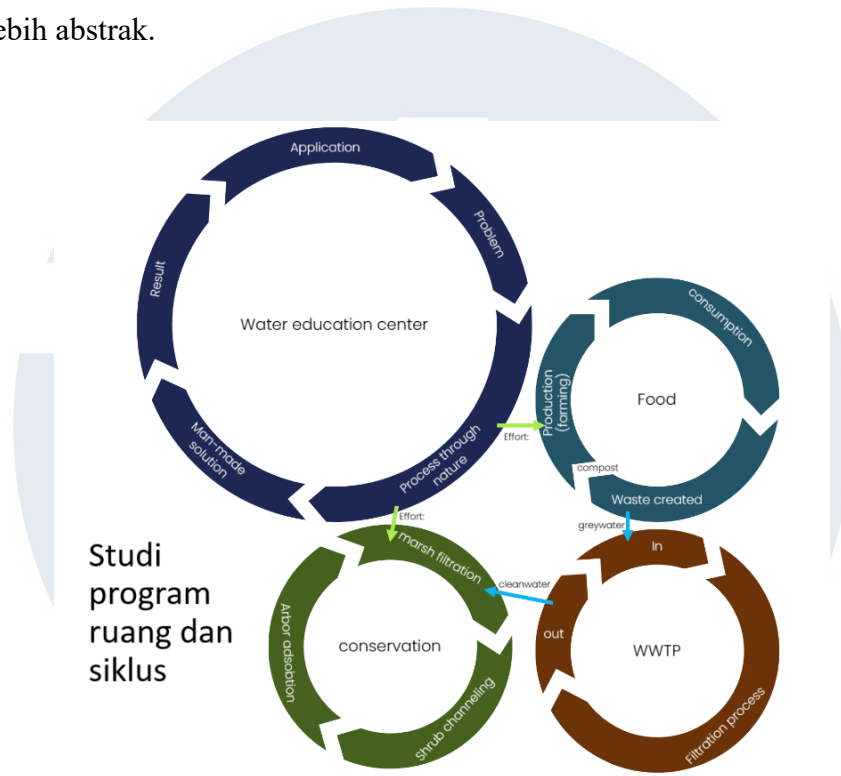 ebih abstrak.
Application
Problem
Process through
nature
Man-made
solution
Result
Water education center
Effort:
Effort:
consumption
Waste created
compost
Production
(farming)
Food
greywater
In
Filtration process
out
WWTP
cleanwater
marsh filtration
Shrub channeling
Arbor adsobtion
conservation
Studi
program
ruang dan
siklus